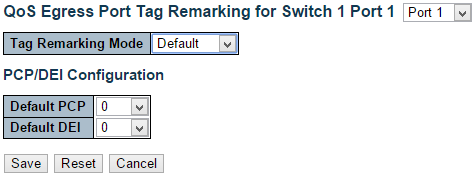 QoS Egress Port Tag Remarking for Switch 1 Port 1 Port 1
Tag Remarking Mode Default
PCP/DEI Configuration
Default PCP 0
Default DEI 0
Save Reset Cancel